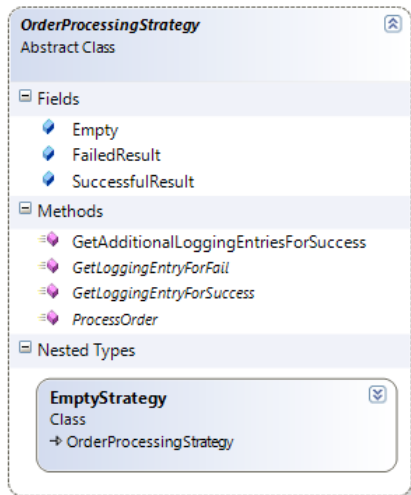 OrderProcessingStrategy
Abstract Class
Fields
Empty
FailedResult
SuccessfulResult
Methods
GetAdditionalLoggingEntriesForSuccess
GetLoggingEntryForFail
GetLoggingEntryForSuccess
ProcessOrder
Nested Types
EmptyStrategy
Class
OrderProcessingStrategy